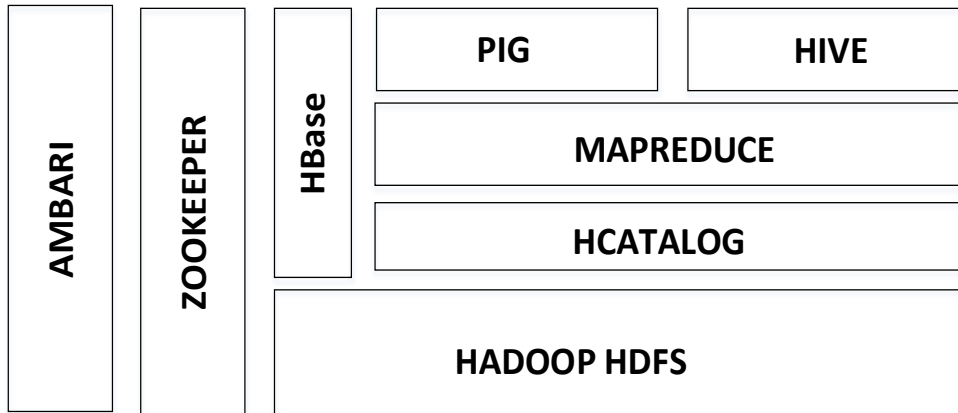 AMBARI
ZOOKEEPER
HBase
PIG
HIVE
MAPREDUCE
HCATALOG
HADOOP HDFS